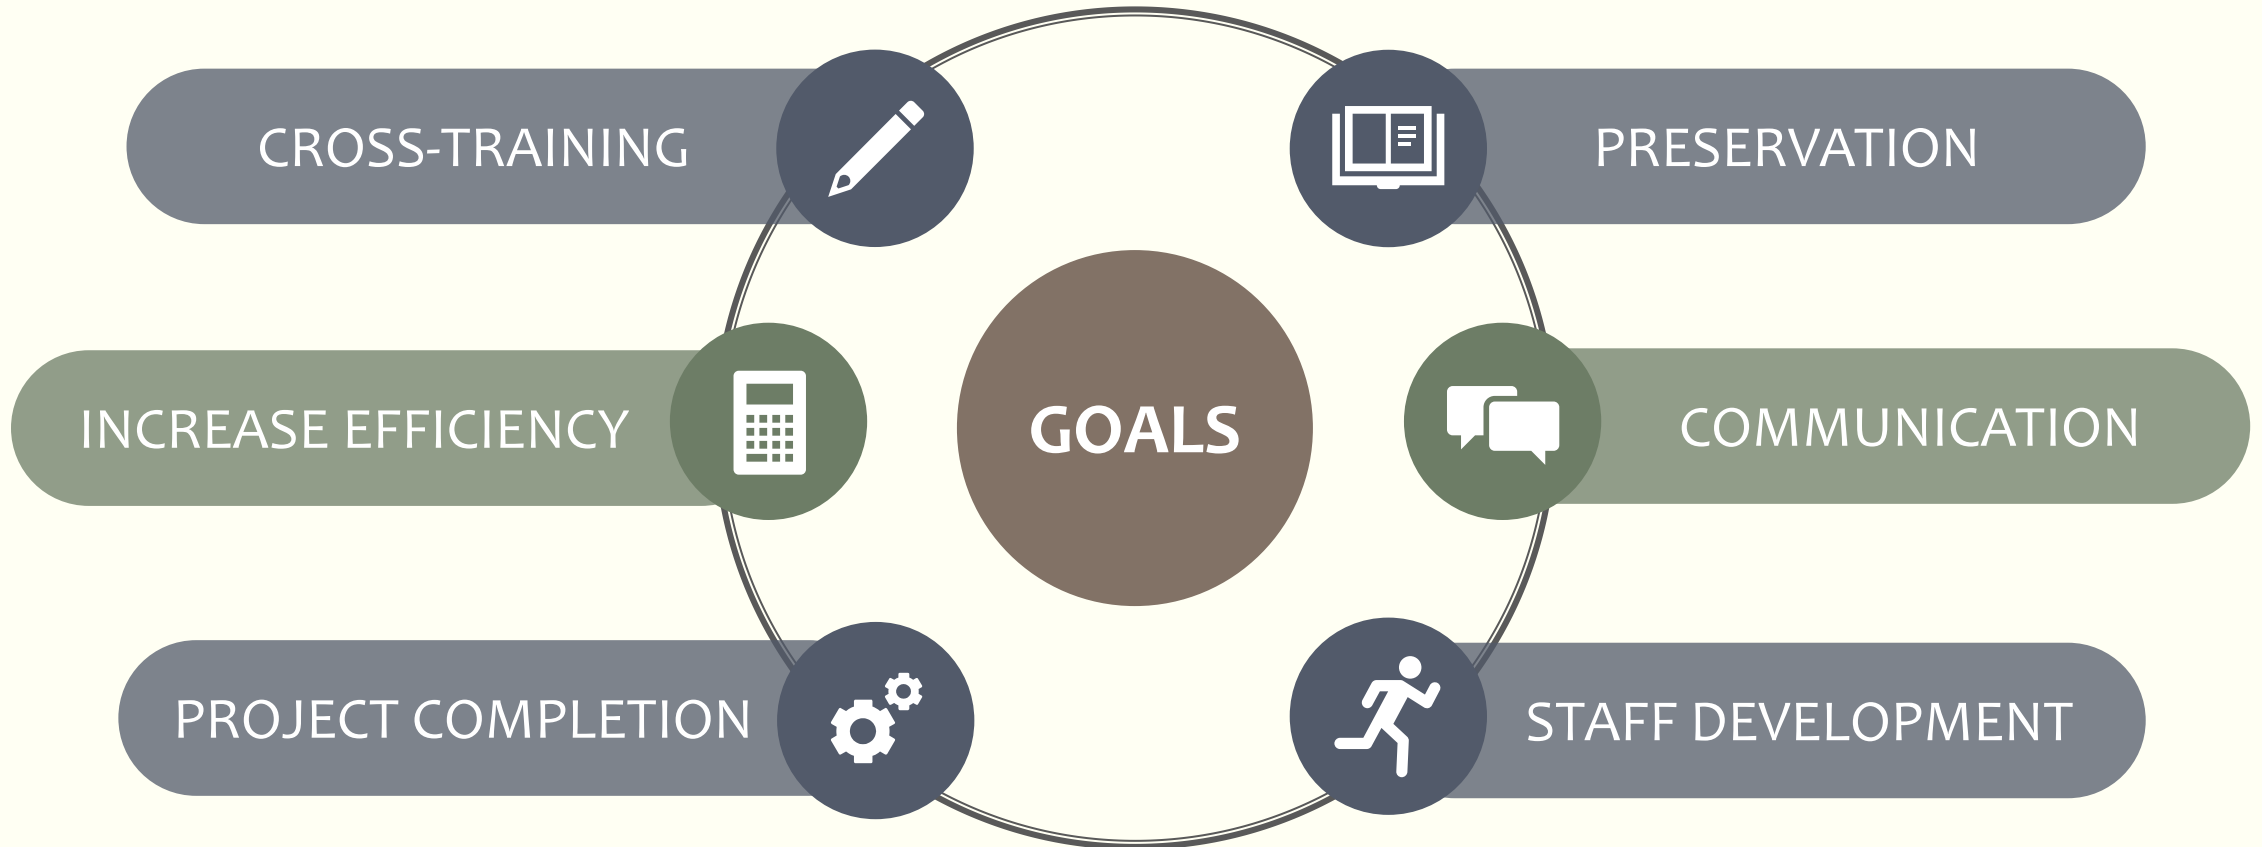 CROSS-TRAINING
PRESERVATION
INCREASE EFFICIENCY
GOALS
COMMUNICATION
PROJECT COMPLETION
STAFF DEVELOPMENT